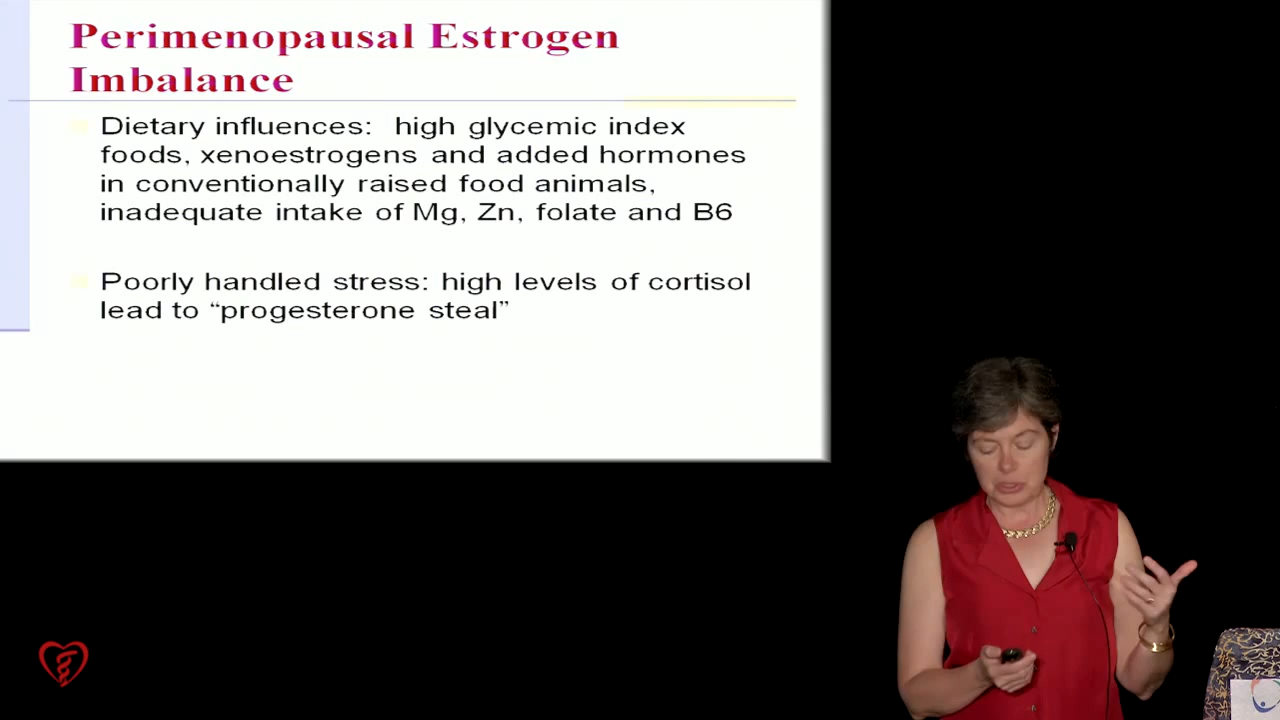 Perimenopausal Estrogen
Imbalance
Dietary influences:  high glycemic index
foods, xenoestrogens and added hormones
in conventionally raised food animals,
inadequate intake of Mg, Zn, folate and B6
Poorly handled stress: high levels of cortisol
lead to “progesterone steal”